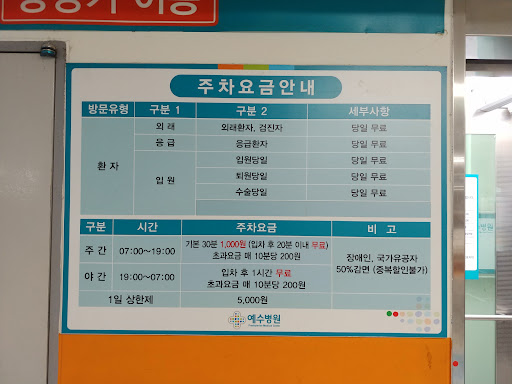 주차요금안내
방문유형 구분 1 구분 2 세부사항
환 자 외 래 외래환자, 검진자 당일 무료
응 급 응급환자 당일 무료
입 원 입원당일 당일 무료
퇴원당일 당일 무료
수술당일 당일 무료
구분 시간 주차요금 비 고
주 간 07:00~19:00 기본 30분 1,000원 (입차 후 20분 이내 무료)
초과요금 매 10분당 200원
야 간 19:00~07:00 입차 후 1시간 무료
초과요금 매 10분당 200원
장애인, 국가유공자
50%감면 (중복할인불가)
1일 상한제 5,000원
예수병원